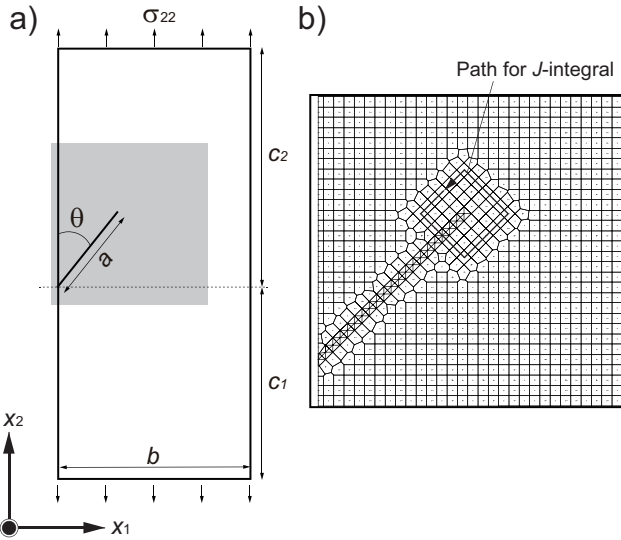 a)
σ22
b)
Path for J-integral
c2
θ
a
c1
x2
b
x1